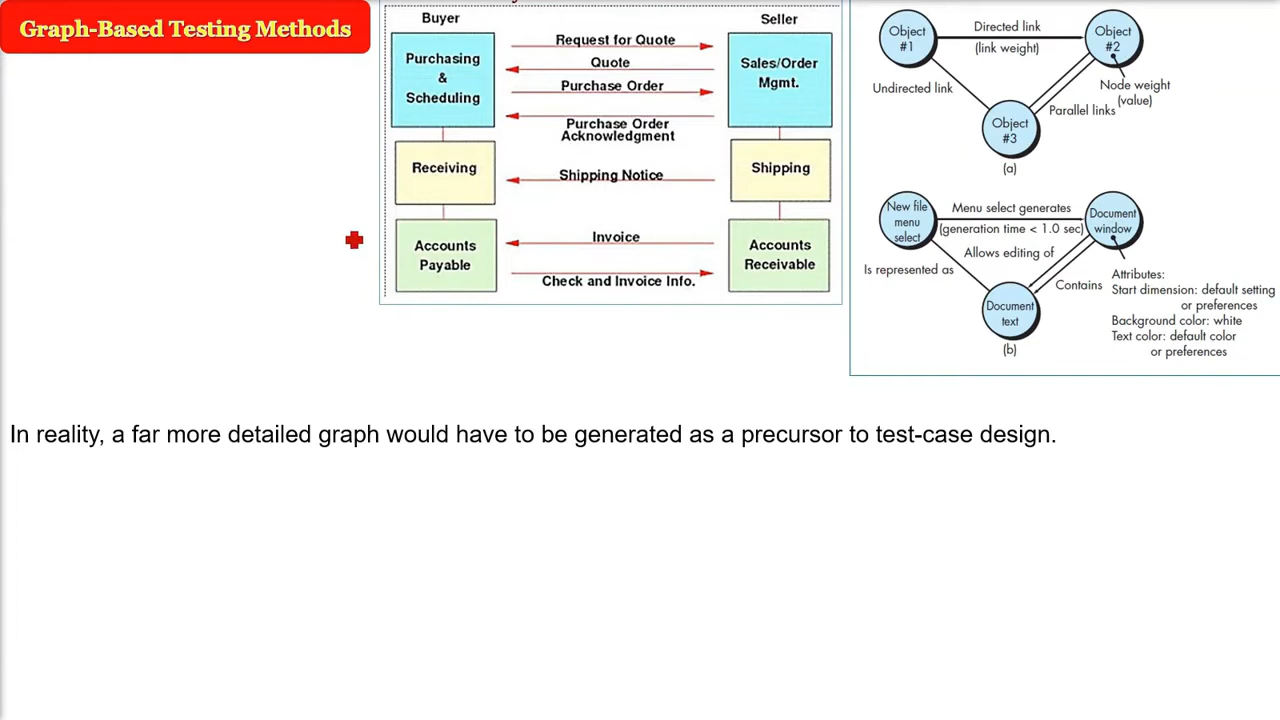 Graph-Based Testing Methods
Buyer
Seller
Purchasing
&
Scheduling
Request for Quote
Quote
Purchase Order
Purchase Order
Acknowledgment
Sales/Order
Mgmt.
Receiving
Shipping Notice
Shipping
Accounts
Payable
Invoice
Check and Invoice Info.
Accounts
Receivable
Object
#1
Directed link
(link weight)
Object
#2
Undirected link
Node weight
(value)
Parallel links
Object
#3
(a)
New file
menu
select
Menu select generates
(generation time < 1.0 sec)
Document
window
Allows editing of
Is represented as
Contains
Document
text
(b)
Attributes:
Start dimension: default setting
or preferences
Background color: white
Text color: default color
or preferences
In reality, a far more detailed graph would have to be generated as a precursor to test-case design.